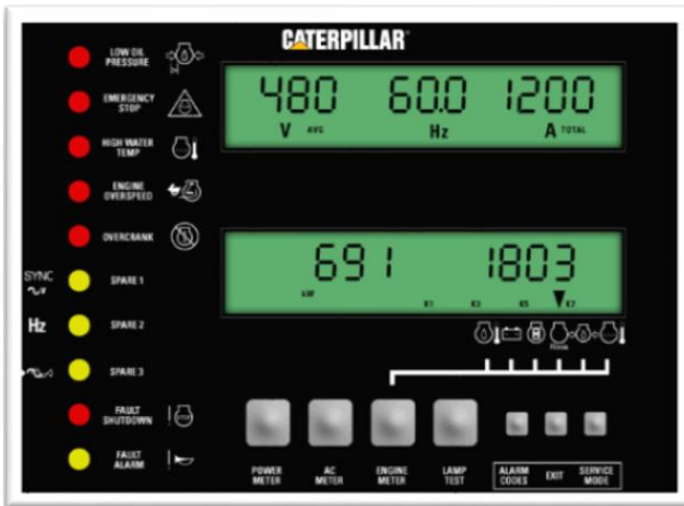 CATERPILLAR
LOW OIL
PRESSURE
EMERGENCY
STOP
HIGH WATER
TEMP
ENGINE
OVERSPEED
OVERCRANK
SYNC
SPARE 1
Hz
SPARE 2
SPARE 3
FAULT
SHUTDOWN
FAULT
ALARM
480 60.0 1200
V AVG Hz A TOTAL
691 1803
kW
K1 K3 K5 K7
POWER
METER
AC
METER
ENGINE
METER
LAMP
TEST
ALARM
CODES
EXIT
SERVICE
MODE